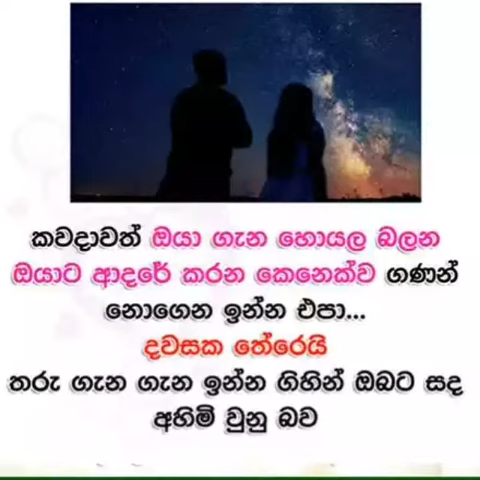 කවදාවත් ඔයා ගැන හොයල බලන
ඔයාට ආදරේ කරන කෙනෙක්ව ගණන්
නොගෙන ඉන්න එපා...
දවසක තේරෙයි
තරු ගැන ගැන ඉන්න ගිහින් ඔබට සඳ
අහිමි වුනු බව